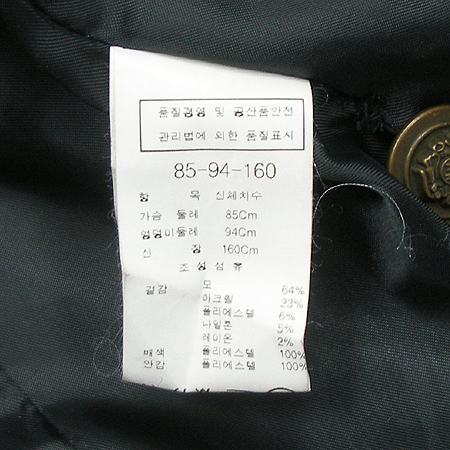 품질경영 및 공산품안전
관리법에 의한 품질표시
85-94-160
항 목 신체치수
가슴 둘레 85Cm
엉덩이둘레 94Cm
신 장 160Cm
조성섬유
겉감 모 64%
아크릴 23%
폴리에스텔 6%
나일론 5%
레이온 2%
배색 폴리에스텔 100%
안감 폴리에스텔 100%